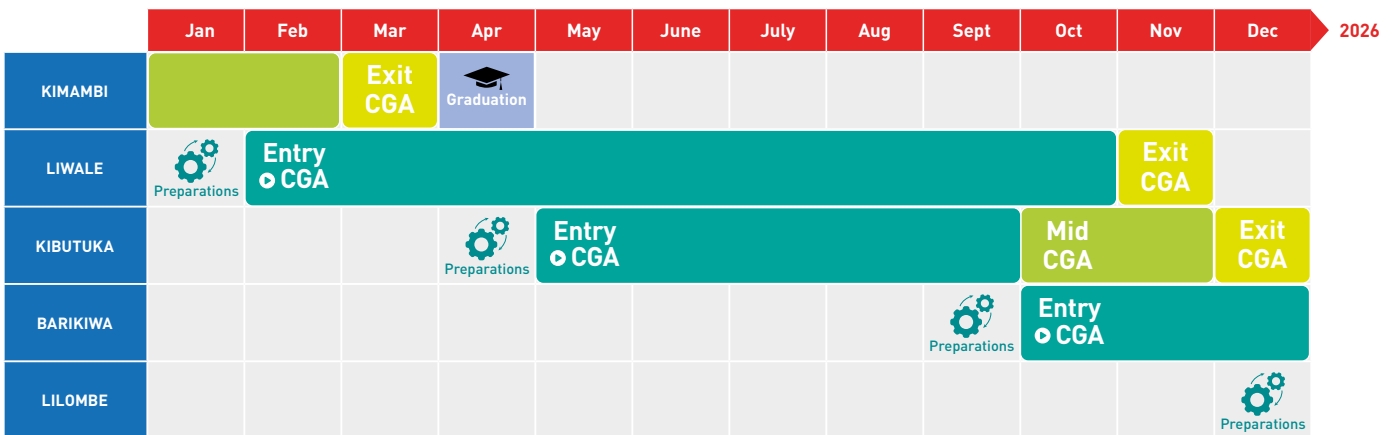 Jan Feb Mar Apr May June July Aug Sept Oct Nov Dec 2026
KIMAMBI
Exit
CGA
Graduation
LIWALE
Preparations
Entry
CGA
Exit
CGA
KIBUTUKA
Preparations
Entry
CGA
Mid
CGA
Exit
CGA
BARIKIWA
Preparations
Entry
CGA
LILOMBE
Preparations